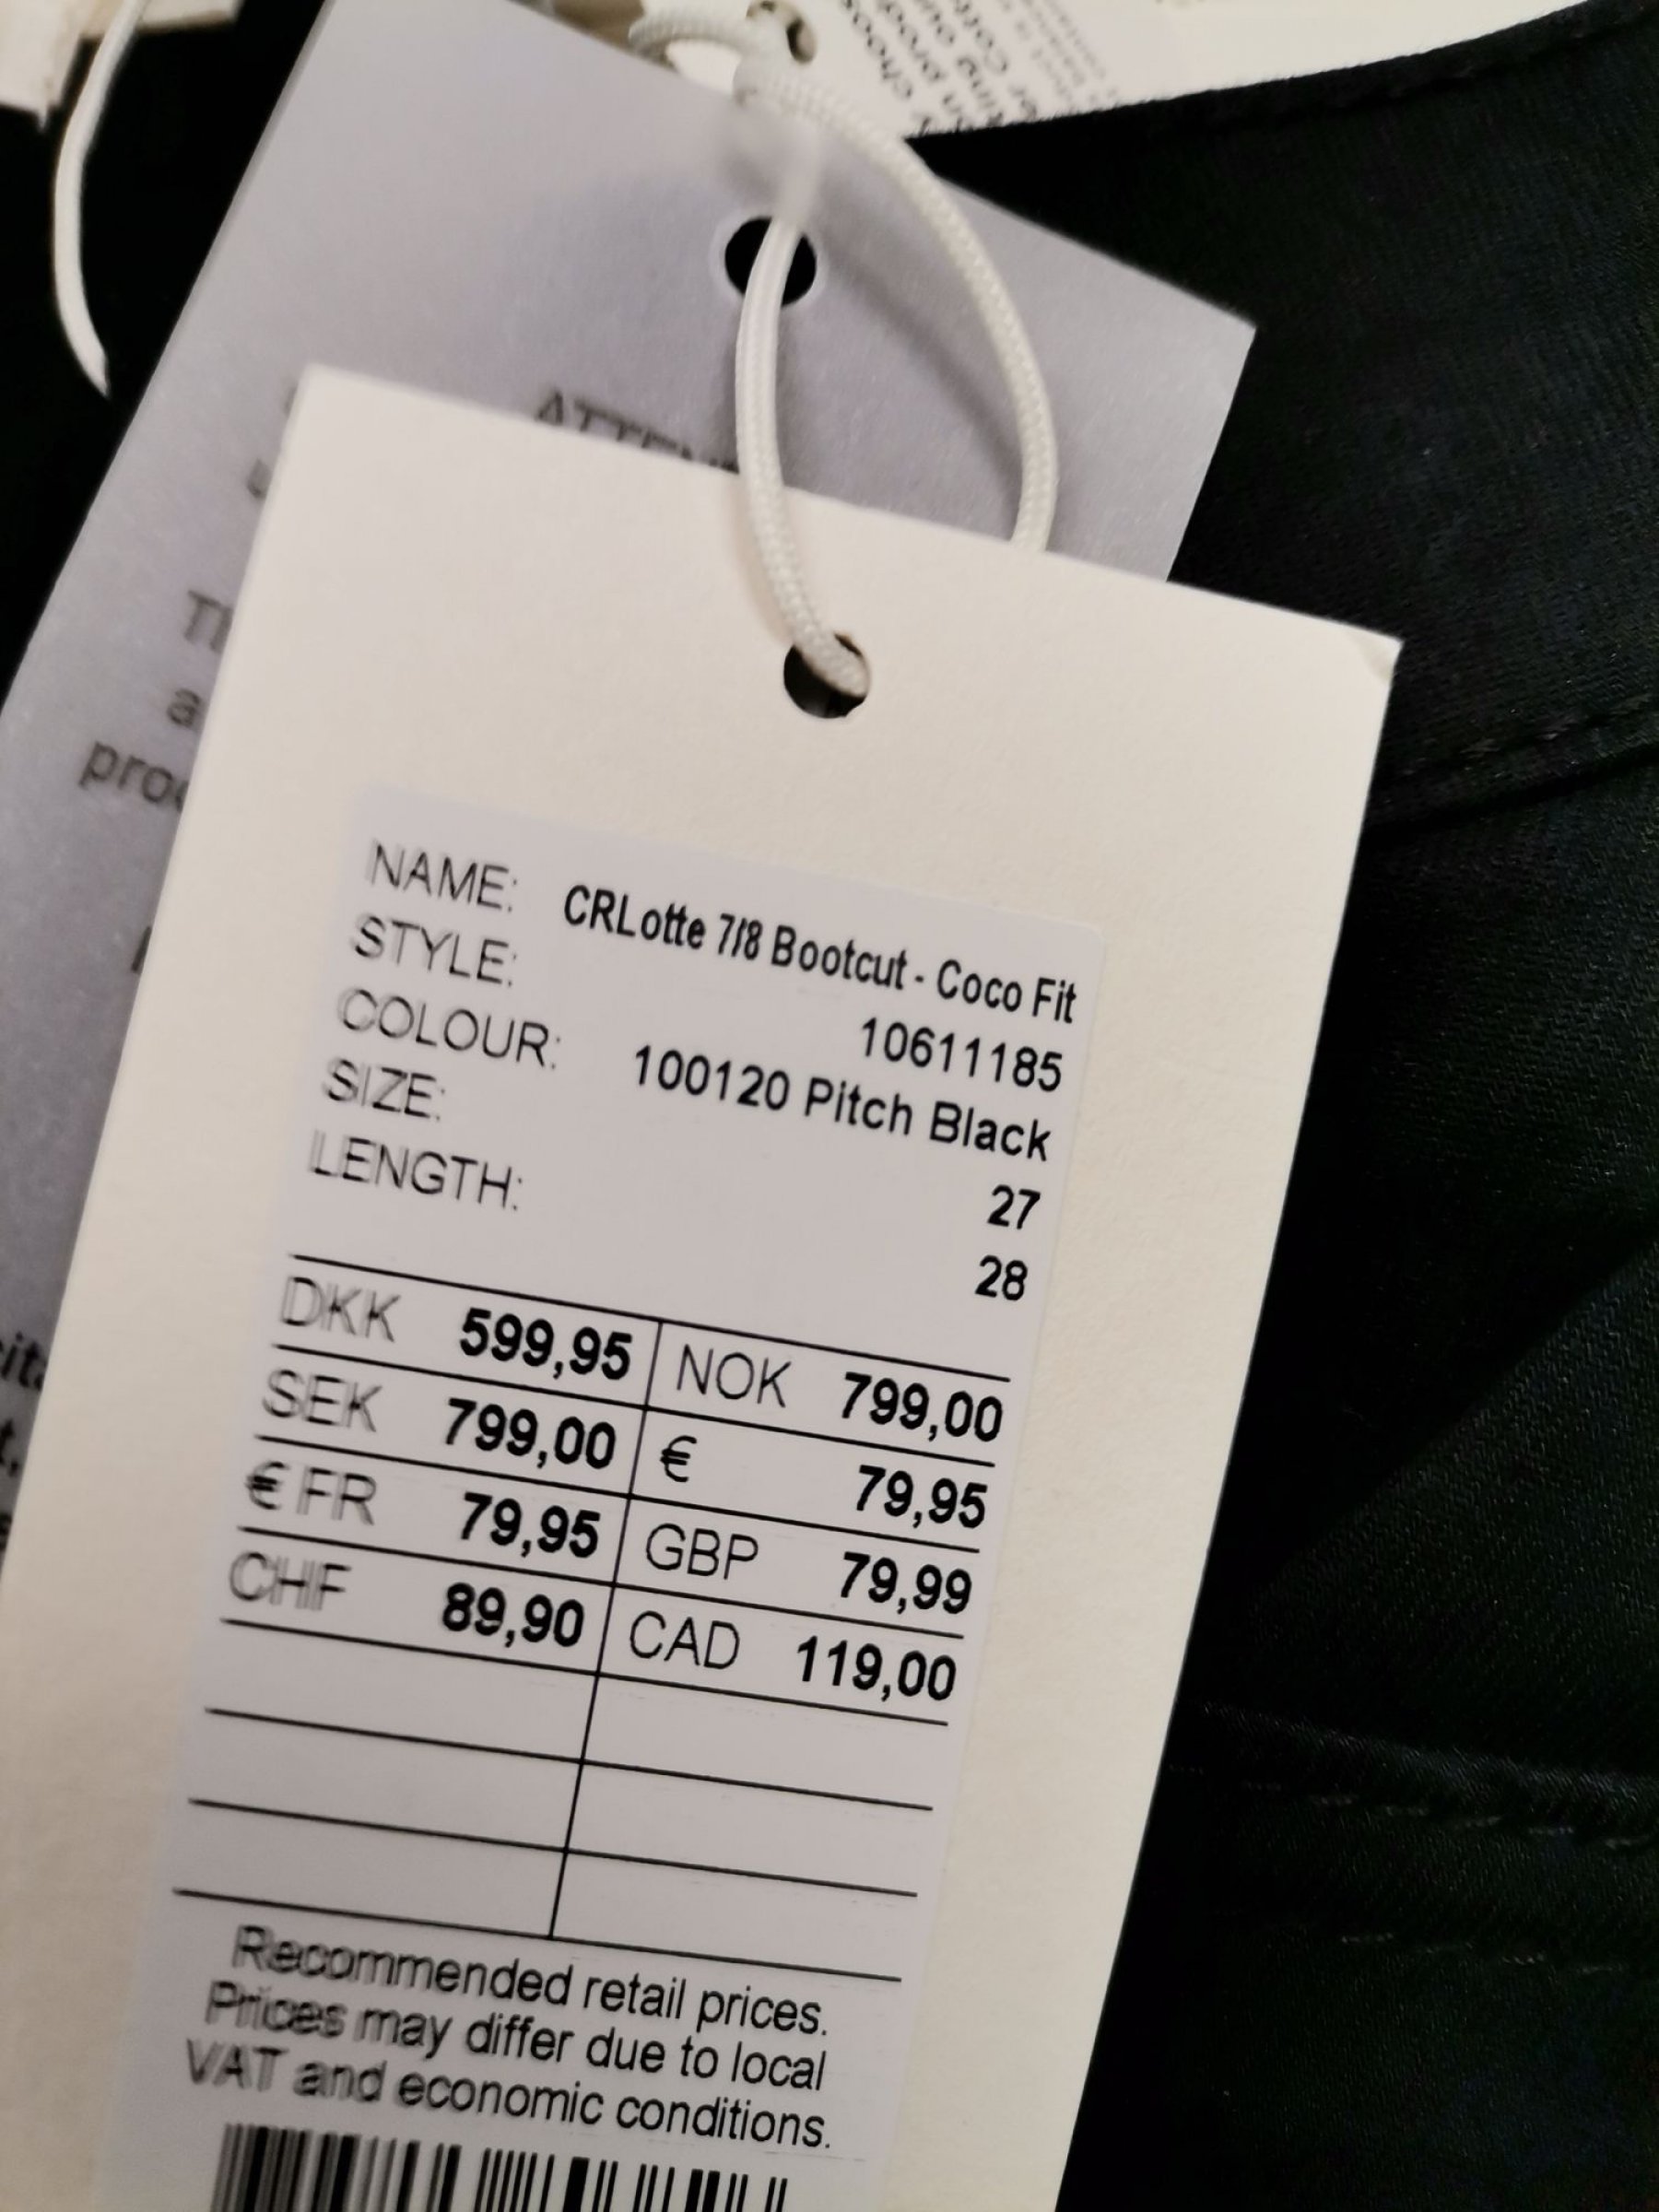 NAME: CRLotte 7/8 Bootcut - Coco Fit
STYLE: 10611185
COLOUR: 100120 Pitch Black
SIZE: 27
LENGTH: 28
DKK 599,95 NOK 799,00
SEK 799,00 € 79,95
€ FR 79,95 GBP 79,99
CHF 89,90 CAD 119,00
Recommended retail prices.
Prices may differ due to local
VAT and economic conditions.